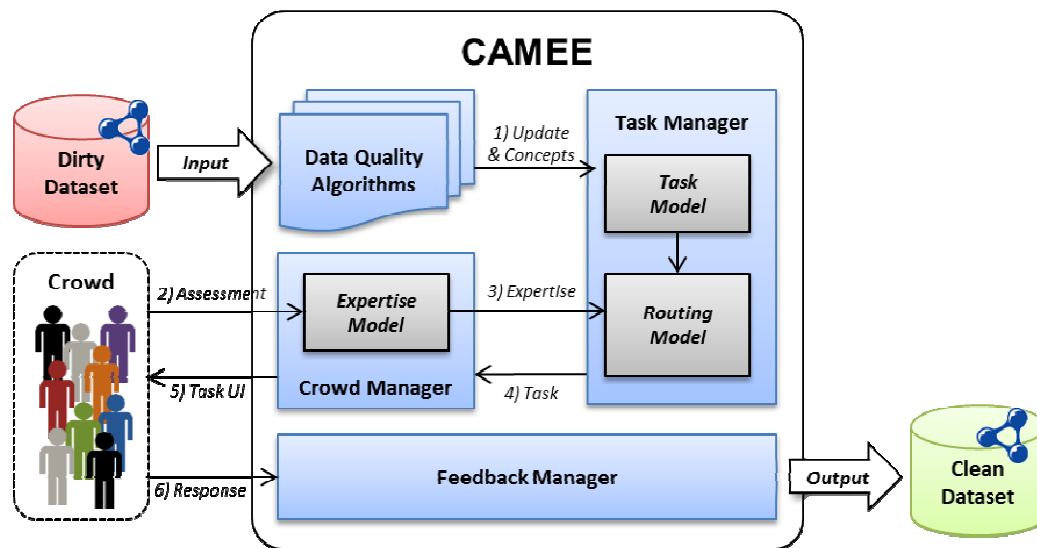 CAMEE
Dirty
Dataset
Input
Data Quality
Algorithms
1) Update
& Concepts
Task Manager
Task
Model
Routing
Model
Crowd
2) Assessment
Expertise
Model
3) Expertise
Crowd Manager
4) Task
5) Task UI
6) Response
Feedback Manager
Output
Clean
Dataset